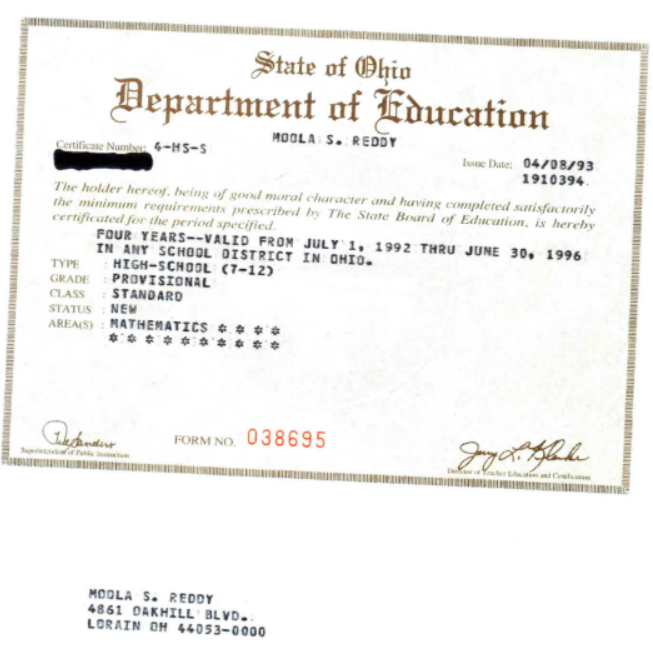 State of Ohio
Department of Education
MOOLA S. REDDY
Certificate Number: 4-HS-S
Issue Date: 04/08/93
1910394
The holder hereof, being of good moral character and having completed satisfactorily
the minimum requirements prescribed by The State Board of Education, is hereby
certificated for the period specified.
FOUR YEARS--VALID FROM JULY 1, 1992 THRU JUNE 30, 1996
IN ANY SCHOOL DISTRICT IN OHIO.
TYPE : HIGH-SCHOOL (7-12)
GRADE : PROVISIONAL
CLASS : STANDARD
STATUS : NEW
AREA(S) : MATHEMATICS * * * *
* * * * * * * * * *
FORM NO. 038695
Superintendent of Public Instruction
Director of Teacher Education and Certification
MOOLA S. REDDY
4861 OAKHILL BLVD.
LORAIN OH 44053-0000